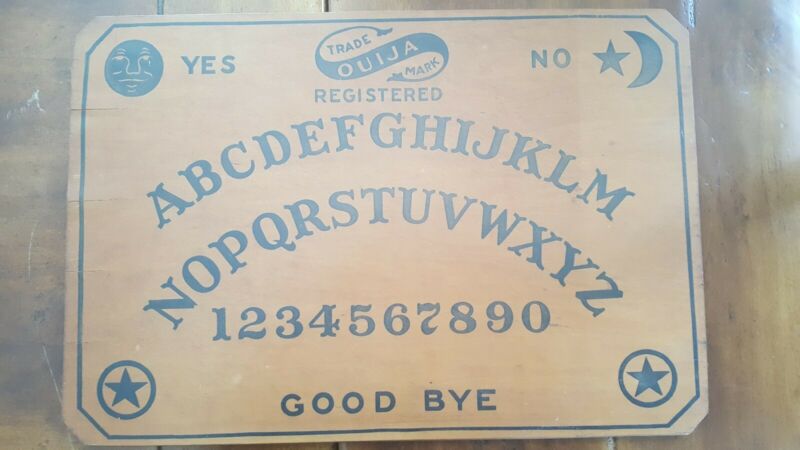 YES
TRADE
OUIJA
MARK
NO
REGISTERED
ABCDEFGHIJKLM
NOPQRSTUVWXYZ
1234567890
GOOD BYE